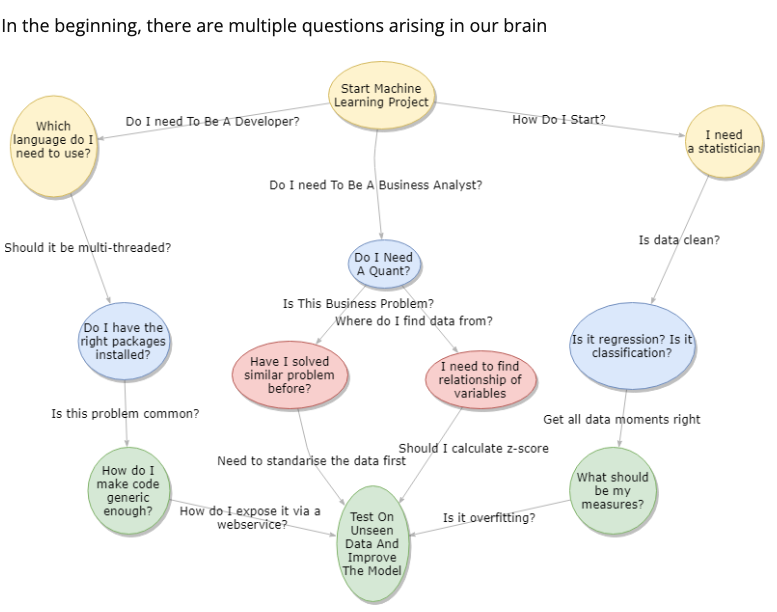 In the beginning, there are multiple questions arising in our brain
Start Machine
Learning Project
Do I need To Be A Developer?
How Do I Start?
Which
language do I
need to use?
I need
a statistician
Do I need To Be A Business Analyst?
Should it be multi-threaded?
Is data clean?
Do I Need
A Quant?
Is This Business Problem?
Where do I find data from?
Do I have the
right packages
installed?
Is it regression? Is it
classification?
Have I solved
similar problem
before?
I need to find
relationship of
variables
Is this problem common?
Get all data moments right
Need to standarise the data first
Should I calculate z-score
How do I
make code
generic
enough?
What should
be my
measures?
How do I expose it via a
webservice?
Is it overfitting?
Test On
Unseen
Data And
Improve
The Model